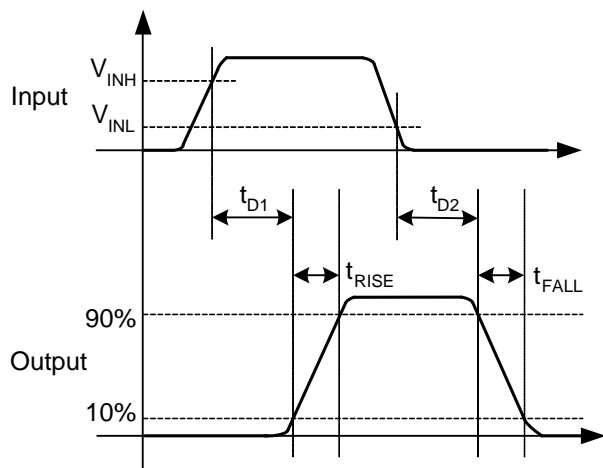 V_INH
Input
V_INL
t_D1
t_D2
t_RISE
t_FALL
90%
Output
10%